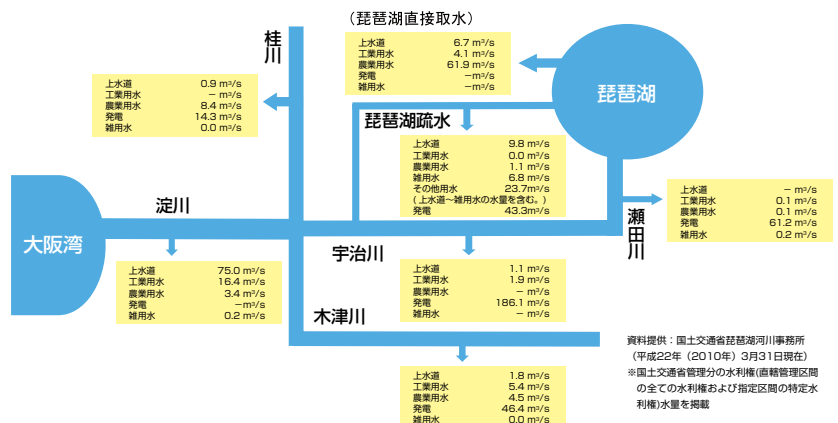 (琵琶湖直接取水)
上水道 6.7 m³/s
工業用水 4.1 m³/s
農業用水 61.9 m³/s
発電 −m³/s
雑用水 −m³/s
桂川
上水道 0.9 m³/s
工業用水 − m³/s
農業用水 8.4 m³/s
発電 14.3 m³/s
雑用水 0.0 m³/s
琵琶湖
琵琶湖疏水
上水道 9.8 m³/s
工業用水 0.0 m³/s
農業用水 1.1 m³/s
雑用水 6.8 m³/s
その他用水 23.7m³/s
(上水道~雑用水の水量を含む。)
発電 43.3m³/s
瀬田川
上水道 − m³/s
工業用水 0.1 m³/s
農業用水 0.1 m³/s
発電 61.2 m³/s
雑用水 0.2 m³/s
大阪湾
淀川
上水道 75.0 m³/s
工業用水 16.4 m³/s
農業用水 3.4 m³/s
発電 −m³/s
雑用水 0.2 m³/s
宇治川
上水道 1.1 m³/s
工業用水 1.9 m³/s
農業用水 − m³/s
発電 186.1 m³/s
雑用水 − m³/s
木津川
上水道 1.8 m³/s
工業用水 5.4 m³/s
農業用水 4.5 m³/s
発電 46.4 m³/s
雑用水 0.0 m³/s
資料提供:国土交通省琵琶湖河川事務所
(平成22年(2010年)3月31日現在)
※国土交通省管理分の水利権(直轄管理区間
の全ての水利権および指定区間の特定水
利権)水量を掲載